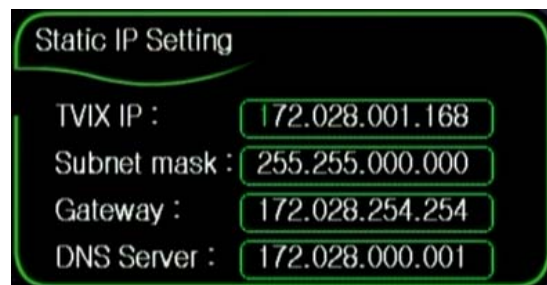 Static IP Setting
TVIX IP : 172.028.001.168
Subnet mask : 255.255.000.000
Gateway : 172.028.254.254
DNS Server : 172.028.000.001